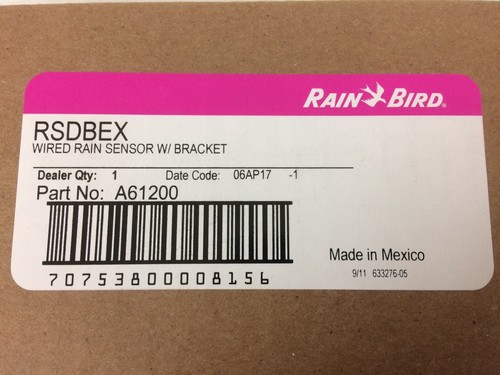 RAIN BIRD®
RSDBEX
WIRED RAIN SENSOR W/ BRACKET
Dealer Qty: 1 Date Code: 06AP17 -1
Part No: A61200
Made in Mexico
70753800008156
9/11 633276-05